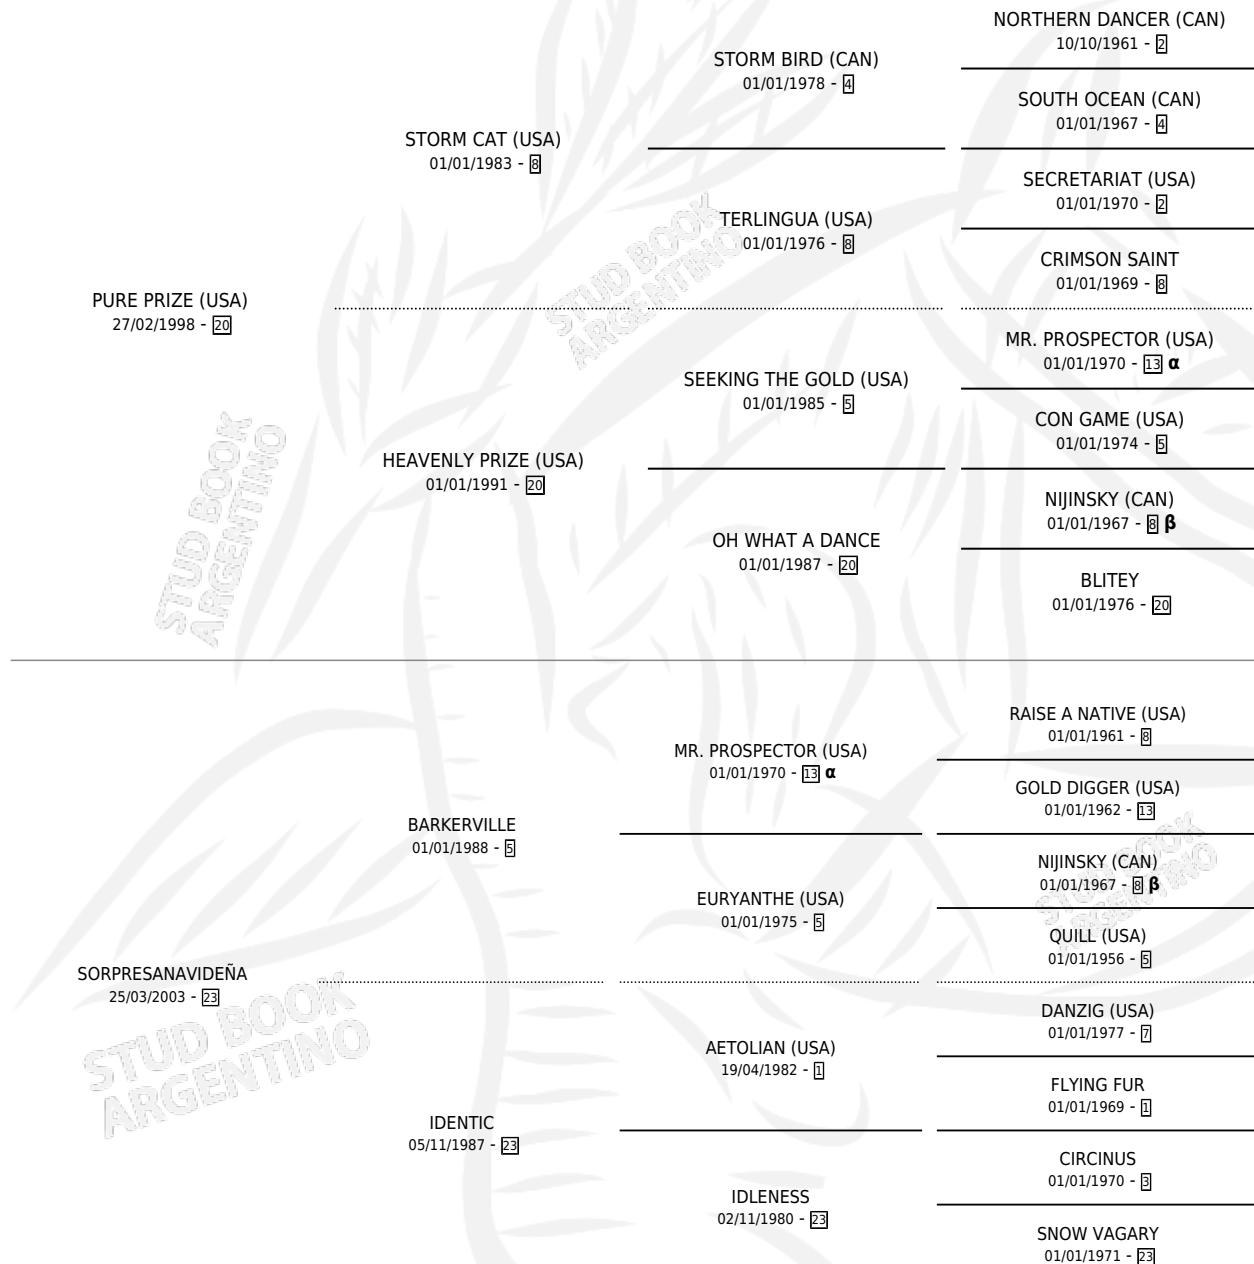 NORTHERN DANCER (CAN)
10/10/1961 - 2
STORM BIRD (CAN)
01/01/1978 - 4
SOUTH OCEAN (CAN)
01/01/1967 - 4
STORM CAT (USA)
01/01/1983 - 8
SECRETARIAT (USA)
01/01/1970 - 2
TERLINGUA (USA)
01/01/1976 - 8
CRIMSON SAINT
01/01/1969 - 8
PURE PRIZE (USA)
27/02/1998 - 20
MR. PROSPECTOR (USA)
01/01/1970 - 13 α
SEEKING THE GOLD (USA)
01/01/1985 - 5
CON GAME (USA)
01/01/1974 - 5
HEAVENLY PRIZE (USA)
01/01/1991 - 20
NIJINSKY (CAN)
01/01/1967 - 8 β
OH WHAT A DANCE
01/01/1987 - 20
BLITEY
01/01/1976 - 20
RAISE A NATIVE (USA)
01/01/1961 - 8
MR. PROSPECTOR (USA)
01/01/1970 - 13 α
GOLD DIGGER (USA)
01/01/1962 - 13
BARKERVILLE
01/01/1988 - 5
NIJINSKY (CAN)
01/01/1967 - 8 β
EURYANTHE (USA)
01/01/1975 - 5
QUILL (USA)
01/01/1956 - 5
SORPRESANAVIDEÑA
25/03/2003 - 23
DANZIG (USA)
01/01/1977 - 7
AETOLIAN (USA)
19/04/1982 - 1
FLYING FUR
01/01/1969 - 1
IDENTIC
05/11/1987 - 23
CIRCINUS
01/01/1970 - 3
IDLENESS
02/11/1980 - 23
SNOW VAGARY
01/01/1971 - 23
STUD BOOK
ARGENTINO
STUD BOOK
ARGENTINO
STUD BOOK
ARGENTINO
STUD BOOK
ARGENTINO